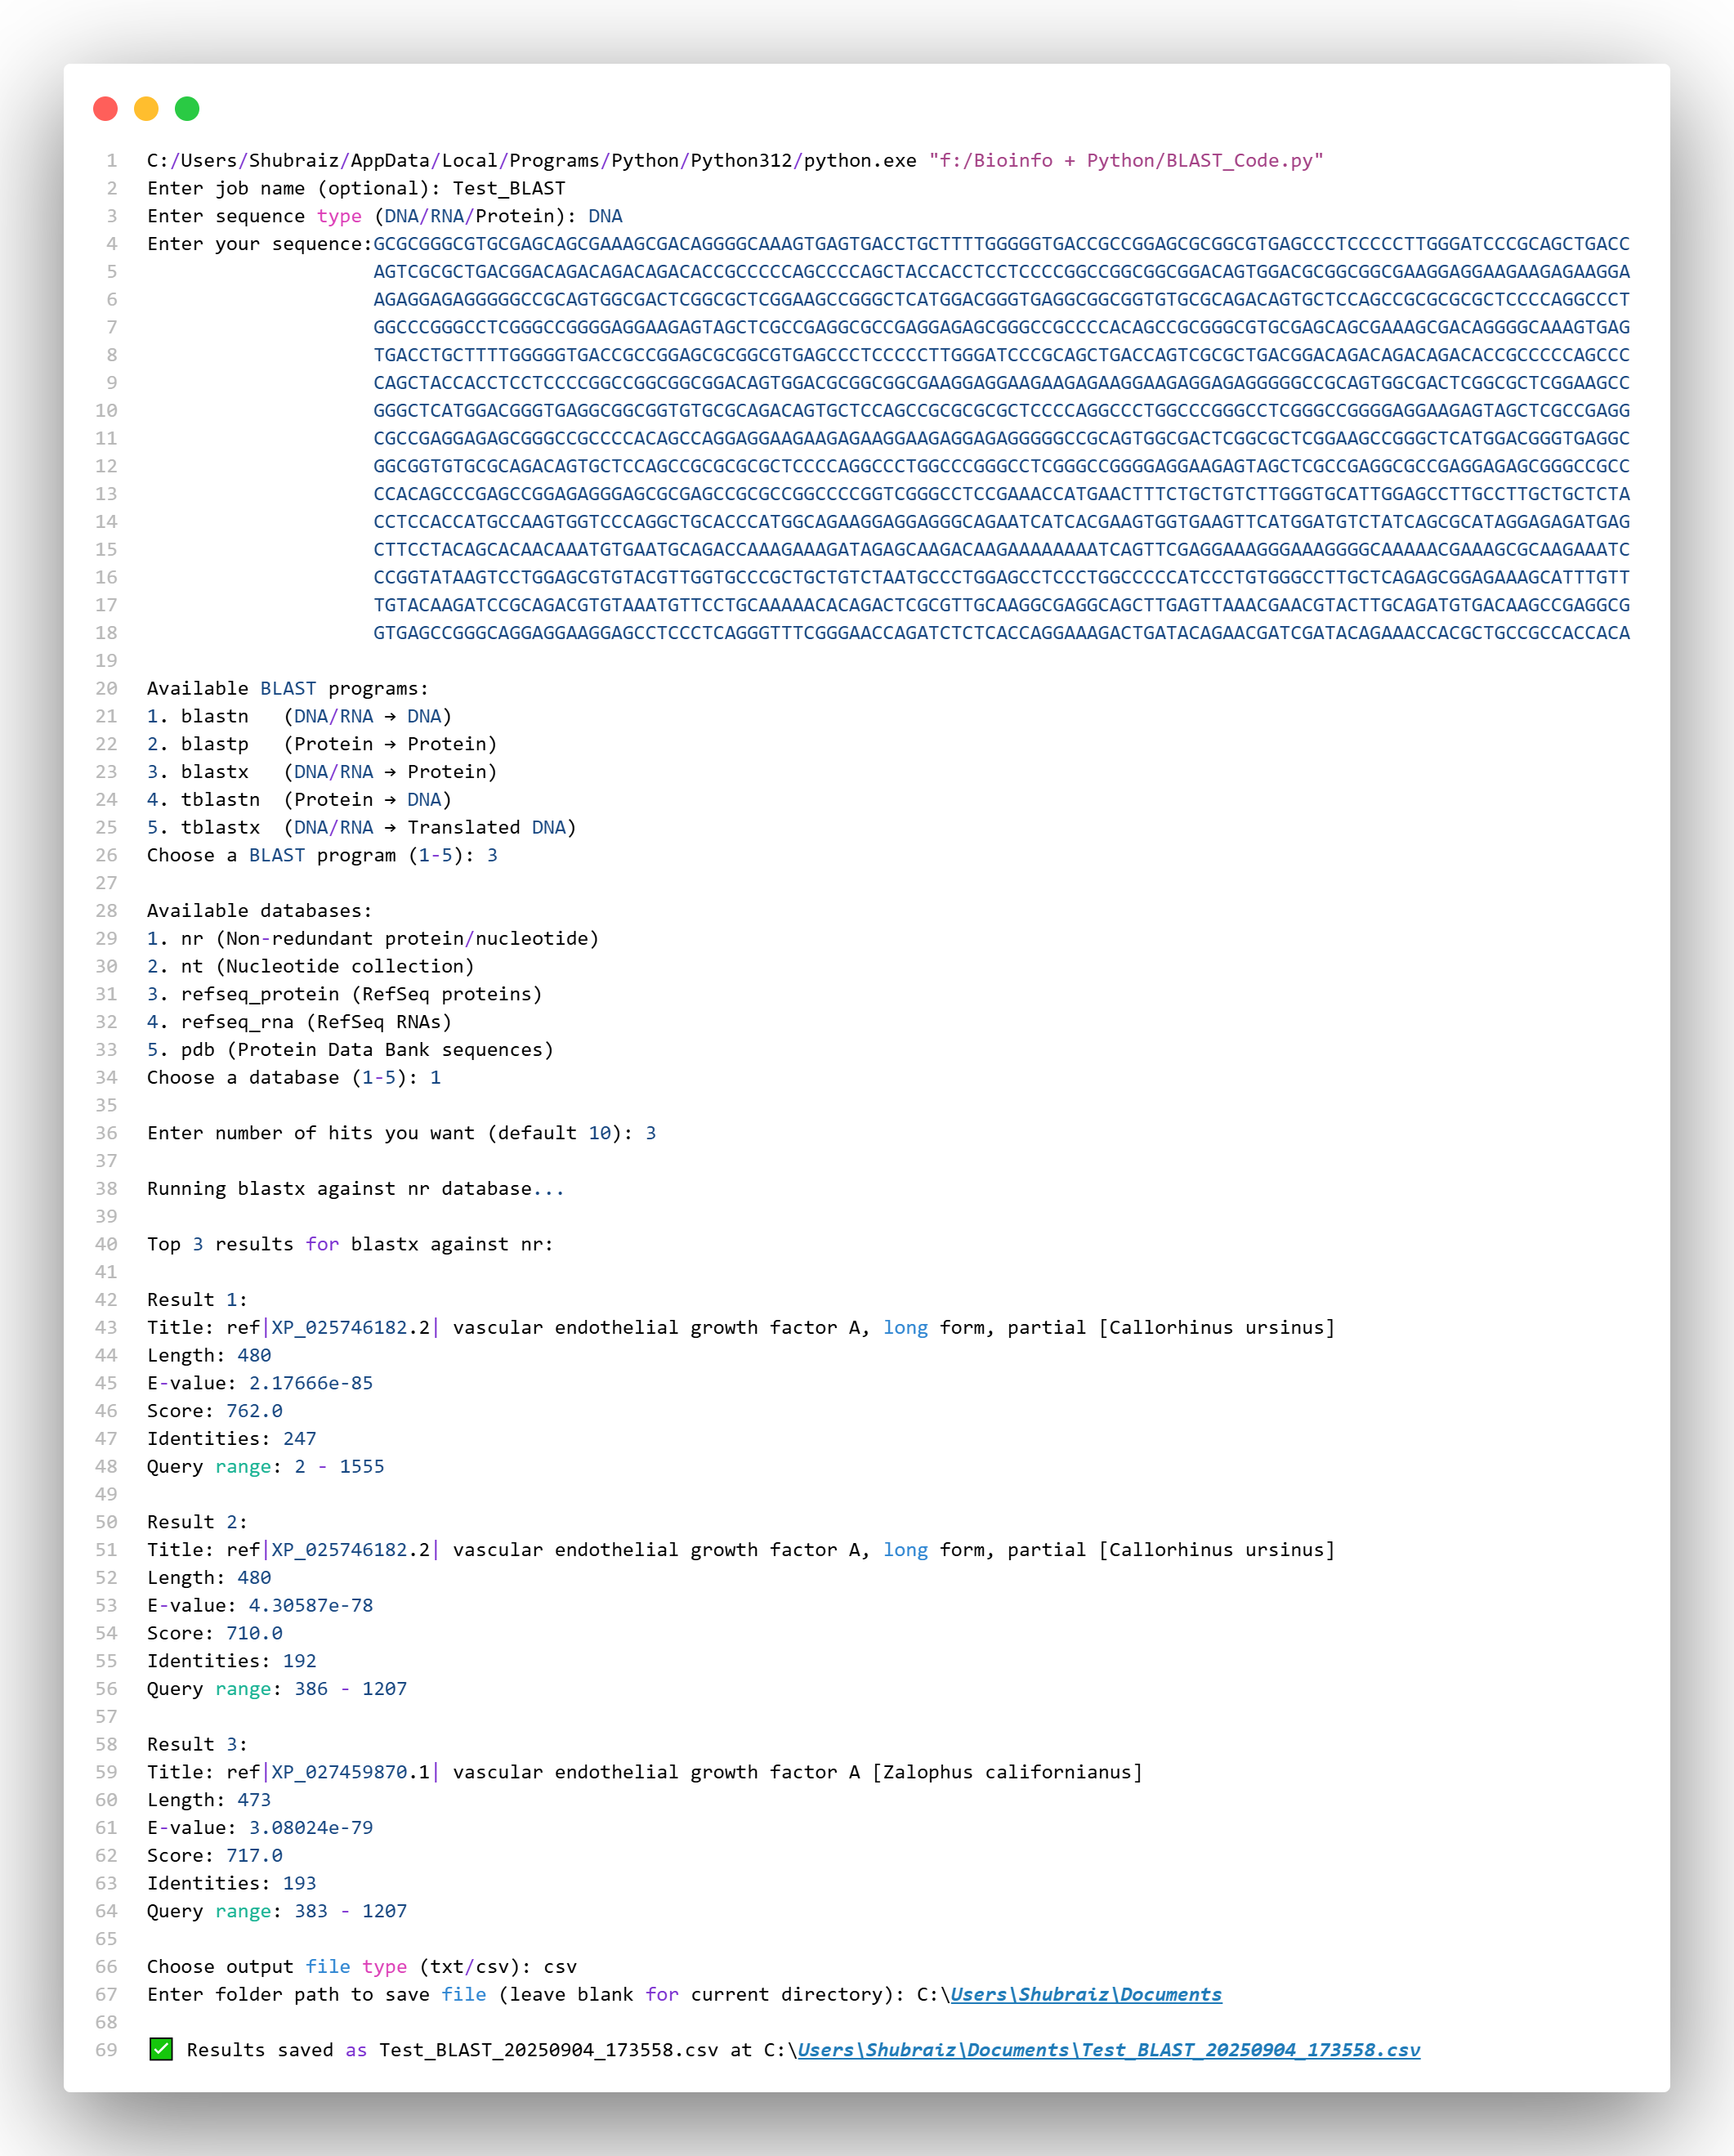 1 C:/Users/Shubraiz/AppData/Local/Programs/Python/Python312/python.exe "f:/Bioinfo + Python/BLAST_Code.py"
2 Enter job name (optional): Test_BLAST
3 Enter sequence type (DNA/RNA/Protein): DNA
4 Enter your sequence:GCGCGGGCGTGCGAGCAGCGAAAGCGACAGGGGCAAAGTGAGTGACCTGCTTTTGGGGGTGACCGCCGGAGCGCGGCGTGAGCCCTCCCCCTTGGGATCCCGCAGCTGACC
5 AGTCGCGCTGACGGACAGACAGACAGACACCGCCCCCAGCCCCAGCTACCACCTCCTCCCCGGCCGGCGGCGGACAGTGGACGCGGCGGCGAAGGAGGAAGAAGAGAAGGA
6 AGAGGAGAGGGGGCCGCAGTGGCGACTCGGCGCTCGGAAGCCGGGCTCATGGACGGGTGAGGCGGCGGTGTGCGCAGACAGTGCTCCAGCCGCGCGCGCTCCCCAGGCCCT
7 GGCCCGGGCCTCGGGCCGGGGAGGAAGAGTAGCTCGCCGAGGCGCCGAGGAGAGCGGGCCGCCCCACAGCCGCGGGCGTGCGAGCAGCGAAAGCGACAGGGGCAAAGTGAG
8 TGACCTGCTTTTGGGGGTGACCGCCGGAGCGCGGCGTGAGCCCTCCCCCTTGGGATCCCGCAGCTGACCAGTCGCGCTGACGGACAGACAGACAGACACCGCCCCCAGCCC
9 CAGCTACCACCTCCTCCCCGGCCGGCGGCGGACAGTGGACGCGGCGGCGAAGGAGGAAGAAGAGAAGGAAGAGGAGAGGGGGCCGCAGTGGCGACTCGGCGCTCGGAAGCC
10 GGGCTCATGGACGGGTGAGGCGGCGGTGTGCGCAGACAGTGCTCCAGCCGCGCGCGCTCCCCAGGCCCTGGCCCGGGCCTCGGGCCGGGGAGGAAGAGTAGCTCGCCGAGG
11 CGCCGAGGAGAGCGGGCCGCCCCACAGCCAGGAGGAAGAAGAGAAGGAAGAGGAGAGGGGGCCGCAGTGGCGACTCGGCGCTCGGAAGCCGGGCTCATGGACGGGTGAGGC
12 GGCGGTGTGCGCAGACAGTGCTCCAGCCGCGCGCGCTCCCCAGGCCCTGGCCCGGGCCTCGGGCCGGGGAGGAAGAGTAGCTCGCCGAGGCGCCGAGGAGAGCGGGCCGCC
13 CCACAGCCCGAGCCGGAGAGGGAGCGCGAGCCGCGCCGGCCCCGGTCGGGCCTCCGAAACCATGAACTTTCTGCTGTCTTGGGTGCATTGGAGCCTTGCCTTGCTGCTCTA
14 CCTCCACCATGCCAAGTGGTCCCAGGCTGCACCCATGGCAGAAGGAGGAGGGCAGAATCATCACGAAGTGGTGAAGTTCATGGATGTCTATCAGCGCATAGGAGAGATGAG
15 CTTCCTACAGCACAACAAATGTGAATGCAGACCAAAGAAAGATAGAGCAAGACAAGAAAAAAAATCAGTTCGAGGAAAGGGAAAGGGGCAAAAACGAAAGCGCAAGAAATC
16 CCGGTATAAGTCCTGGAGCGTGTACGTTGGTGCCCGCTGCTGTCTAATGCCCTGGAGCCTCCCTGGCCCCCATCCCTGTGGGCCTTGCTCAGAGCGGAGAAAGCATTTGTT
17 TGTACAAGATCCGCAGACGTGTAAATGTTCCTGCAAAAACACAGACTCGCGTTGCAAGGCGAGGCAGCTTGAGTTAAACGAACGTACTTGCAGATGTGACAAGCCGAGGCG
18 GTGAGCCGGGCAGGAGGAAGGAGCCTCCCTCAGGGTTTCGGGAACCAGATCTCTCACCAGGAAAGACTGATACAGAACGATCGATACAGAAACCACGCTGCCGCCACCACA
19
20 Available BLAST programs:
21 1. blastn (DNA/RNA → DNA)
22 2. blastp (Protein → Protein)
23 3. blastx (DNA/RNA → Protein)
24 4. tblastn (Protein → DNA)
25 5. tblastx (DNA/RNA → Translated DNA)
26 Choose a BLAST program (1-5): 3
27
28 Available databases:
29 1. nr (Non-redundant protein/nucleotide)
30 2. nt (Nucleotide collection)
31 3. refseq_protein (RefSeq proteins)
32 4. refseq_rna (RefSeq RNAs)
33 5. pdb (Protein Data Bank sequences)
34 Choose a database (1-5): 1
35
36 Enter number of hits you want (default 10): 3
37
38 Running blastx against nr database...
39
40 Top 3 results for blastx against nr:
41
42 Result 1:
43 Title: ref|XP_025746182.2| vascular endothelial growth factor A, long form, partial [Callorhinus ursinus]
44 Length: 480
45 E-value: 2.17666e-85
46 Score: 762.0
47 Identities: 247
48 Query range: 2 - 1555
49
50 Result 2:
51 Title: ref|XP_025746182.2| vascular endothelial growth factor A, long form, partial [Callorhinus ursinus]
52 Length: 480
53 E-value: 4.30587e-78
54 Score: 710.0
55 Identities: 192
56 Query range: 386 - 1207
57
58 Result 3:
59 Title: ref|XP_027459870.1| vascular endothelial growth factor A [Zalophus californianus]
60 Length: 473
61 E-value: 3.08024e-79
62 Score: 717.0
63 Identities: 193
64 Query range: 383 - 1207
65
66 Choose output file type (txt/csv): csv
67 Enter folder path to save file (leave blank for current directory): C:\Users\Shubraiz\Documents
68
69 ✅ Results saved as Test_BLAST_20250904_173558.csv at C:\Users\Shubraiz\Documents\Test_BLAST_20250904_173558.csv